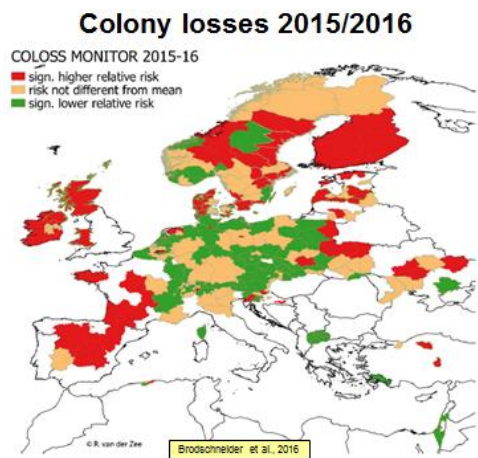 Colony losses 2015/2016
COLOSS MONITOR 2015-16
sign. higher relative risk
risk not different from mean
sign. lower relative risk
© R. van der Zee
Brodschneider et al., 2016